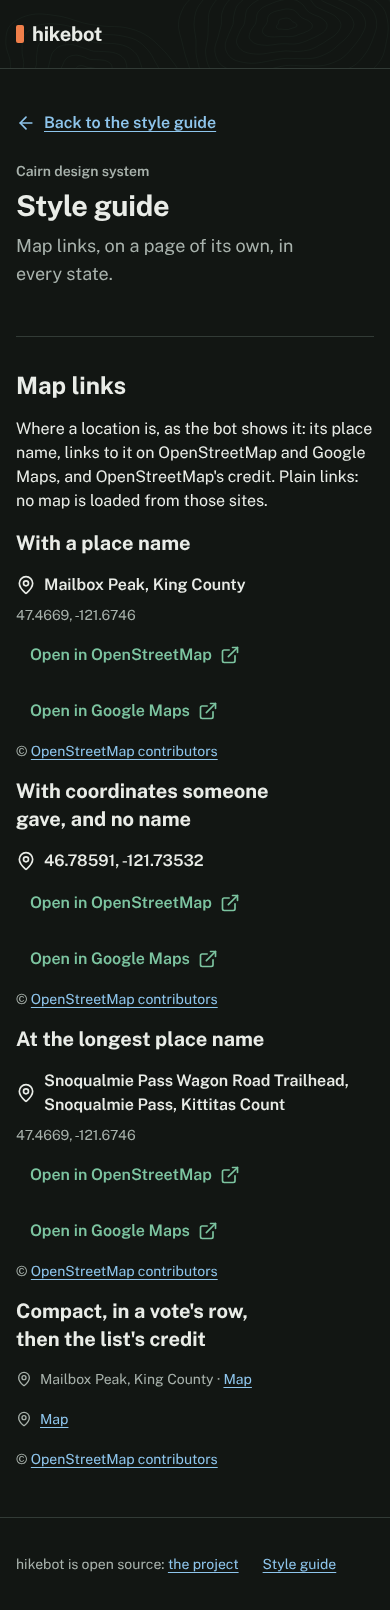 hikebot
Back to the style guide
Cairn design system
Style guide
Map links, on a page of its own, in
every state.
Map links
Where a location is, as the bot shows it: its place
name, links to it on OpenStreetMap and Google
Maps, and OpenStreetMap's credit. Plain links:
no map is loaded from those sites.
With a place name
Mailbox Peak, King County
47.4669, -121.6746
Open in OpenStreetMap
Open in Google Maps
© OpenStreetMap contributors
With coordinates someone
gave, and no name
46.78591, -121.73532
Open in OpenStreetMap
Open in Google Maps
© OpenStreetMap contributors
At the longest place name
Snoqualmie Pass Wagon Road Trailhead,
Snoqualmie Pass, Kittitas Count
47.4669, -121.6746
Open in OpenStreetMap
Open in Google Maps
© OpenStreetMap contributors
Compact, in a vote's row,
then the list's credit
Mailbox Peak, King County · Map
Map
© OpenStreetMap contributors
hikebot is open source: the project Style guide